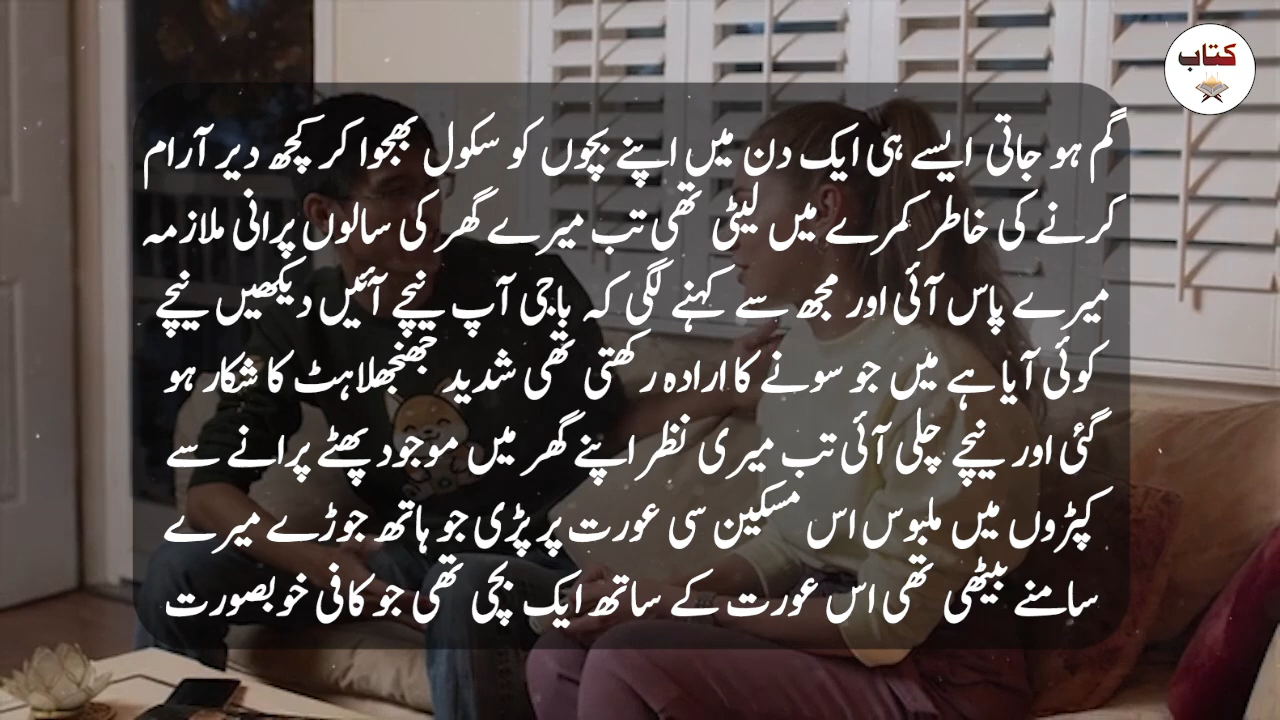 کتاب
گم ہو جاتی ایسے ہی ایک دن میں اپنے بچوں کو سکول بھجوا کر کچھ دیر آرام
کرنے کی خاطر کمرے میں لیٹی تھی تب میرے گھر کی سالوں پرانی ملازمہ
میرے پاس آئی اور مجھ سے کہنے لگی کہ باجی آپ نیچے آئیں دیکھیں نیچے
کوئی آیا ہے میں جو سونے کا ارادہ رکھتی تھی شدید جھنجھلاہٹ کا شکار ہو
گئی اور نیچے چلی آئی تب میری نظر اپنے گھر میں موجود پھٹے پرانے سے
کپڑوں میں ملبوس اس مسکین سی عورت پر پڑی جو ہاتھ جوڑے میرے
سامنے بیٹھی تھی اس عورت کے ساتھ ایک بچی تھی جو کافی خوبصورت